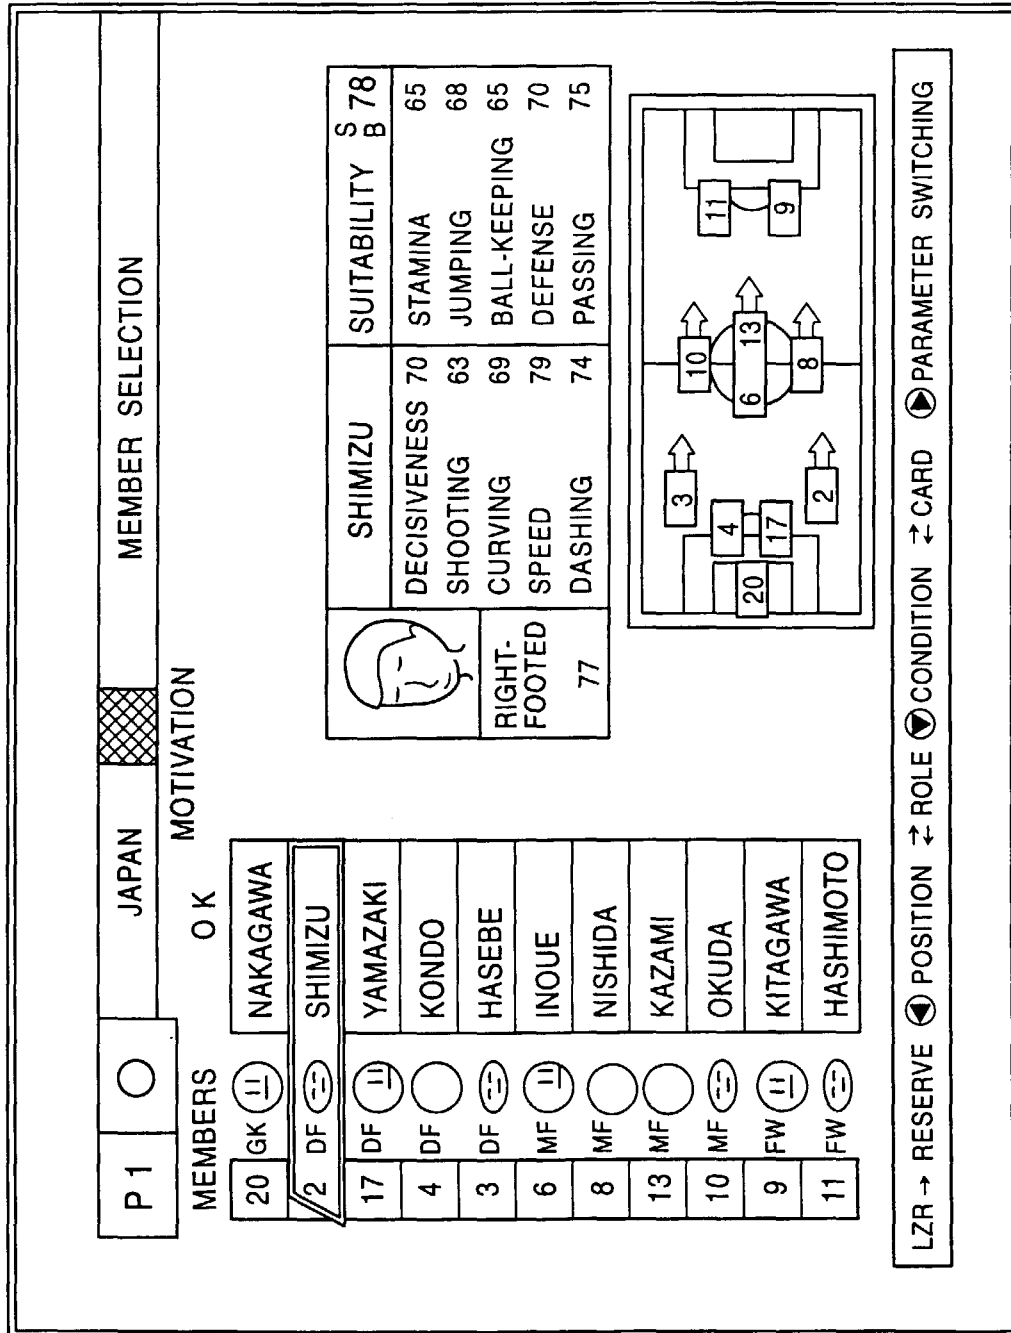 P1 JAPAN MEMBER SELECTION
MEMBERS OK MOTIVATION
20 GK NAKAGAWA
2 DF SHIMIZU
17 DF YAMAZAKI
4 DF KONDO
3 DF HASEBE
6 MF INOUE
8 MF NISHIDA
13 MF KAZAMI
10 MF OKUDA
9 FW KITAGAWA
11 FW HASHIMOTO
RIGHT-
FOOTED
77
SHIMIZU SUITABILITY S B 78
DECISIVENESS 70 STAMINA 65
SHOOTING 63 JUMPING 68
CURVING 69 BALL-KEEPING 65
SPEED 79 DEFENSE 70
DASHING 74 PASSING 75
3 10 11
4 6 13
20 17 9
2 8
LZR → RESERVE ◀ POSITION ⇄ ROLE ▼ CONDITION ⇄ CARD ▶ PARAMETER SWITCHING